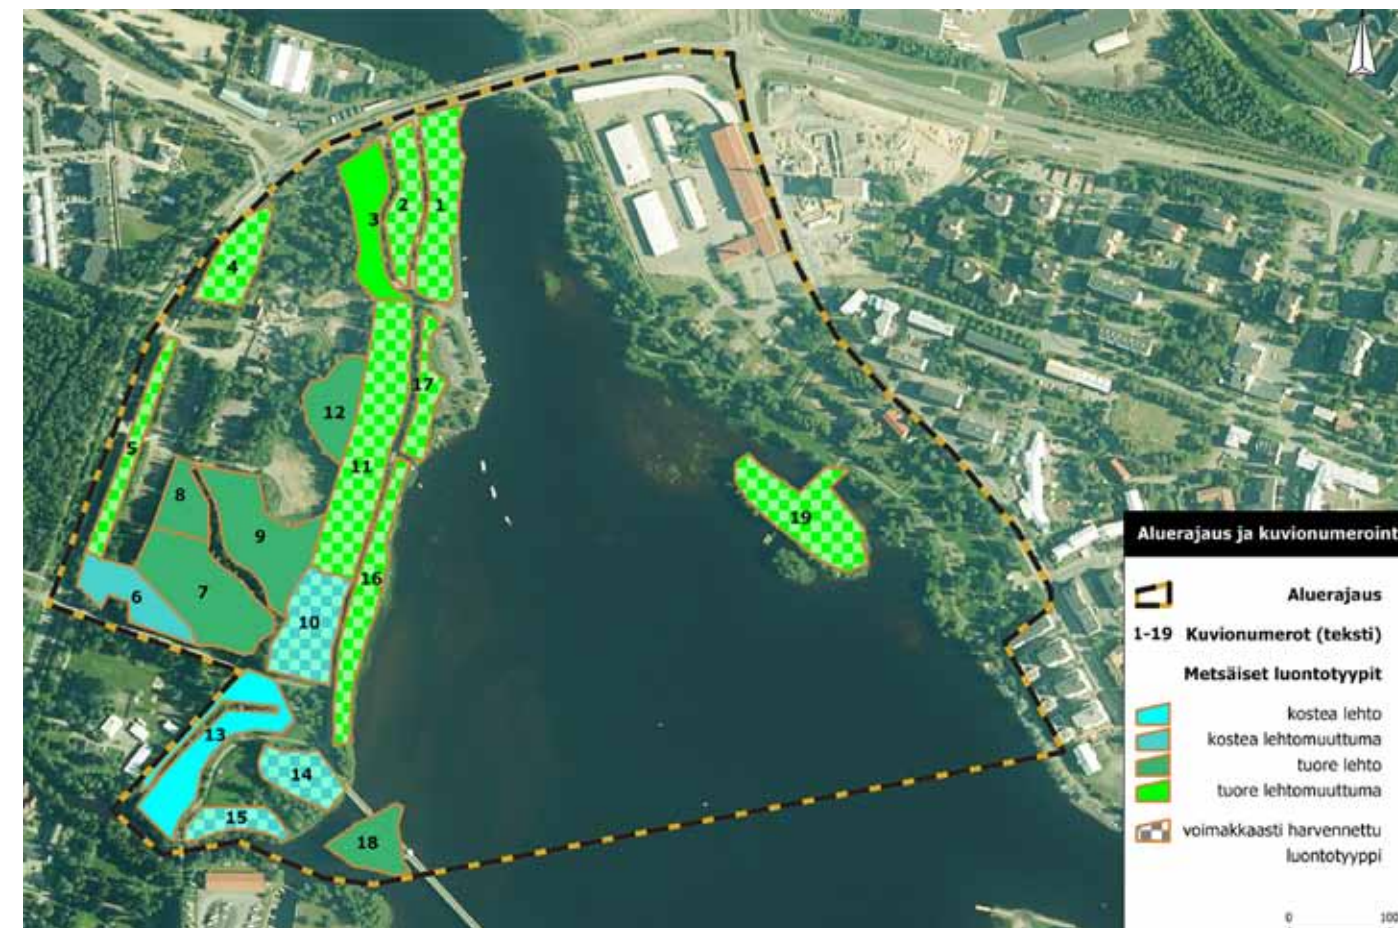 1
2
3
4
17
12
5
11
8
19
9
16
7
6
10
13
14
15
18
Aluerajaus ja kuvionumeroint
Aluerajaus
1-19 Kuvionumerot (teksti)
Metsäiset luontotyypit
kostea lehto
kostea lehtomuuttuma
tuore lehto
tuore lehtomuuttuma
voimakkaasti harvennettu
luontotyyppi
0 100